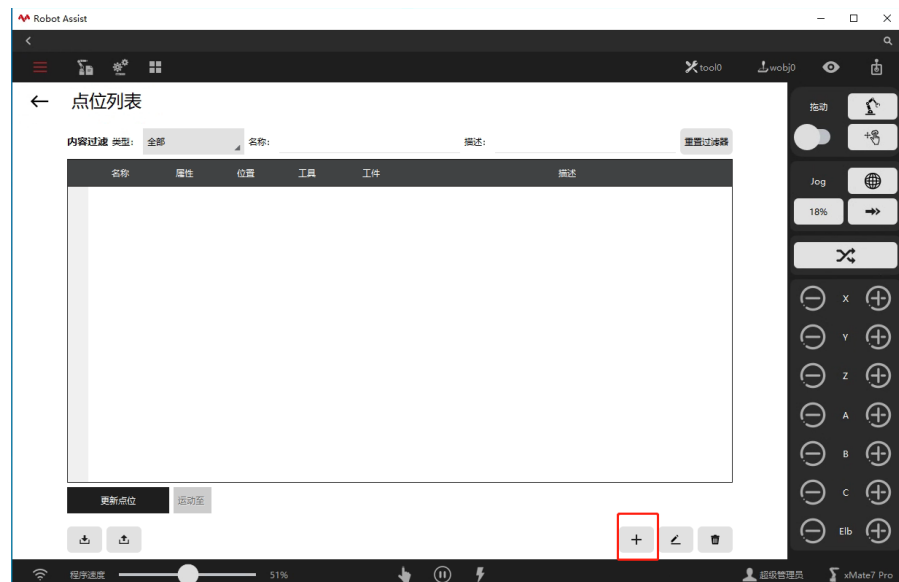 Robot Assist
tool0 wobj0
点位列表
拖动
内容过滤 类型: 全部 名称: 描述: 重置过滤器
名称 属性 位置 工具 工件 描述
Jog
18%
X
Y
Z
A
B
C
Elb
更新点位 运动至
程序速度 51% 超级管理员 xMate7 Pro